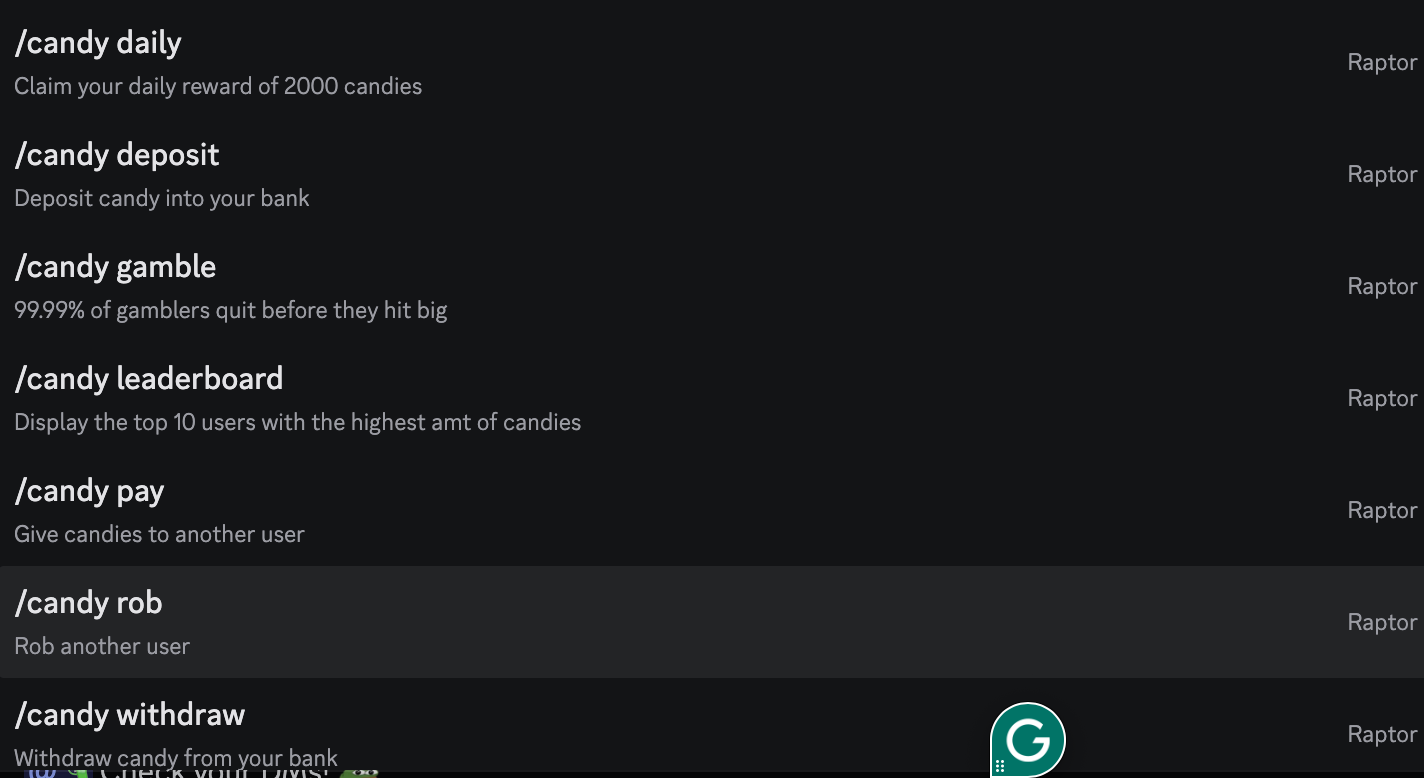 /candy daily
Raptor
Claim your daily reward of 2000 candies
/candy deposit
Raptor
Deposit candy into your bank
/candy gamble
Raptor
99.99% of gamblers quit before they hit big
/candy leaderboard
Raptor
Display the top 10 users with the highest amt of candies
/candy pay
Raptor
Give candies to another user
/candy rob
Raptor
Rob another user
/candy withdraw
Raptor
Withdraw candy from your bank
G
Check your DMs!